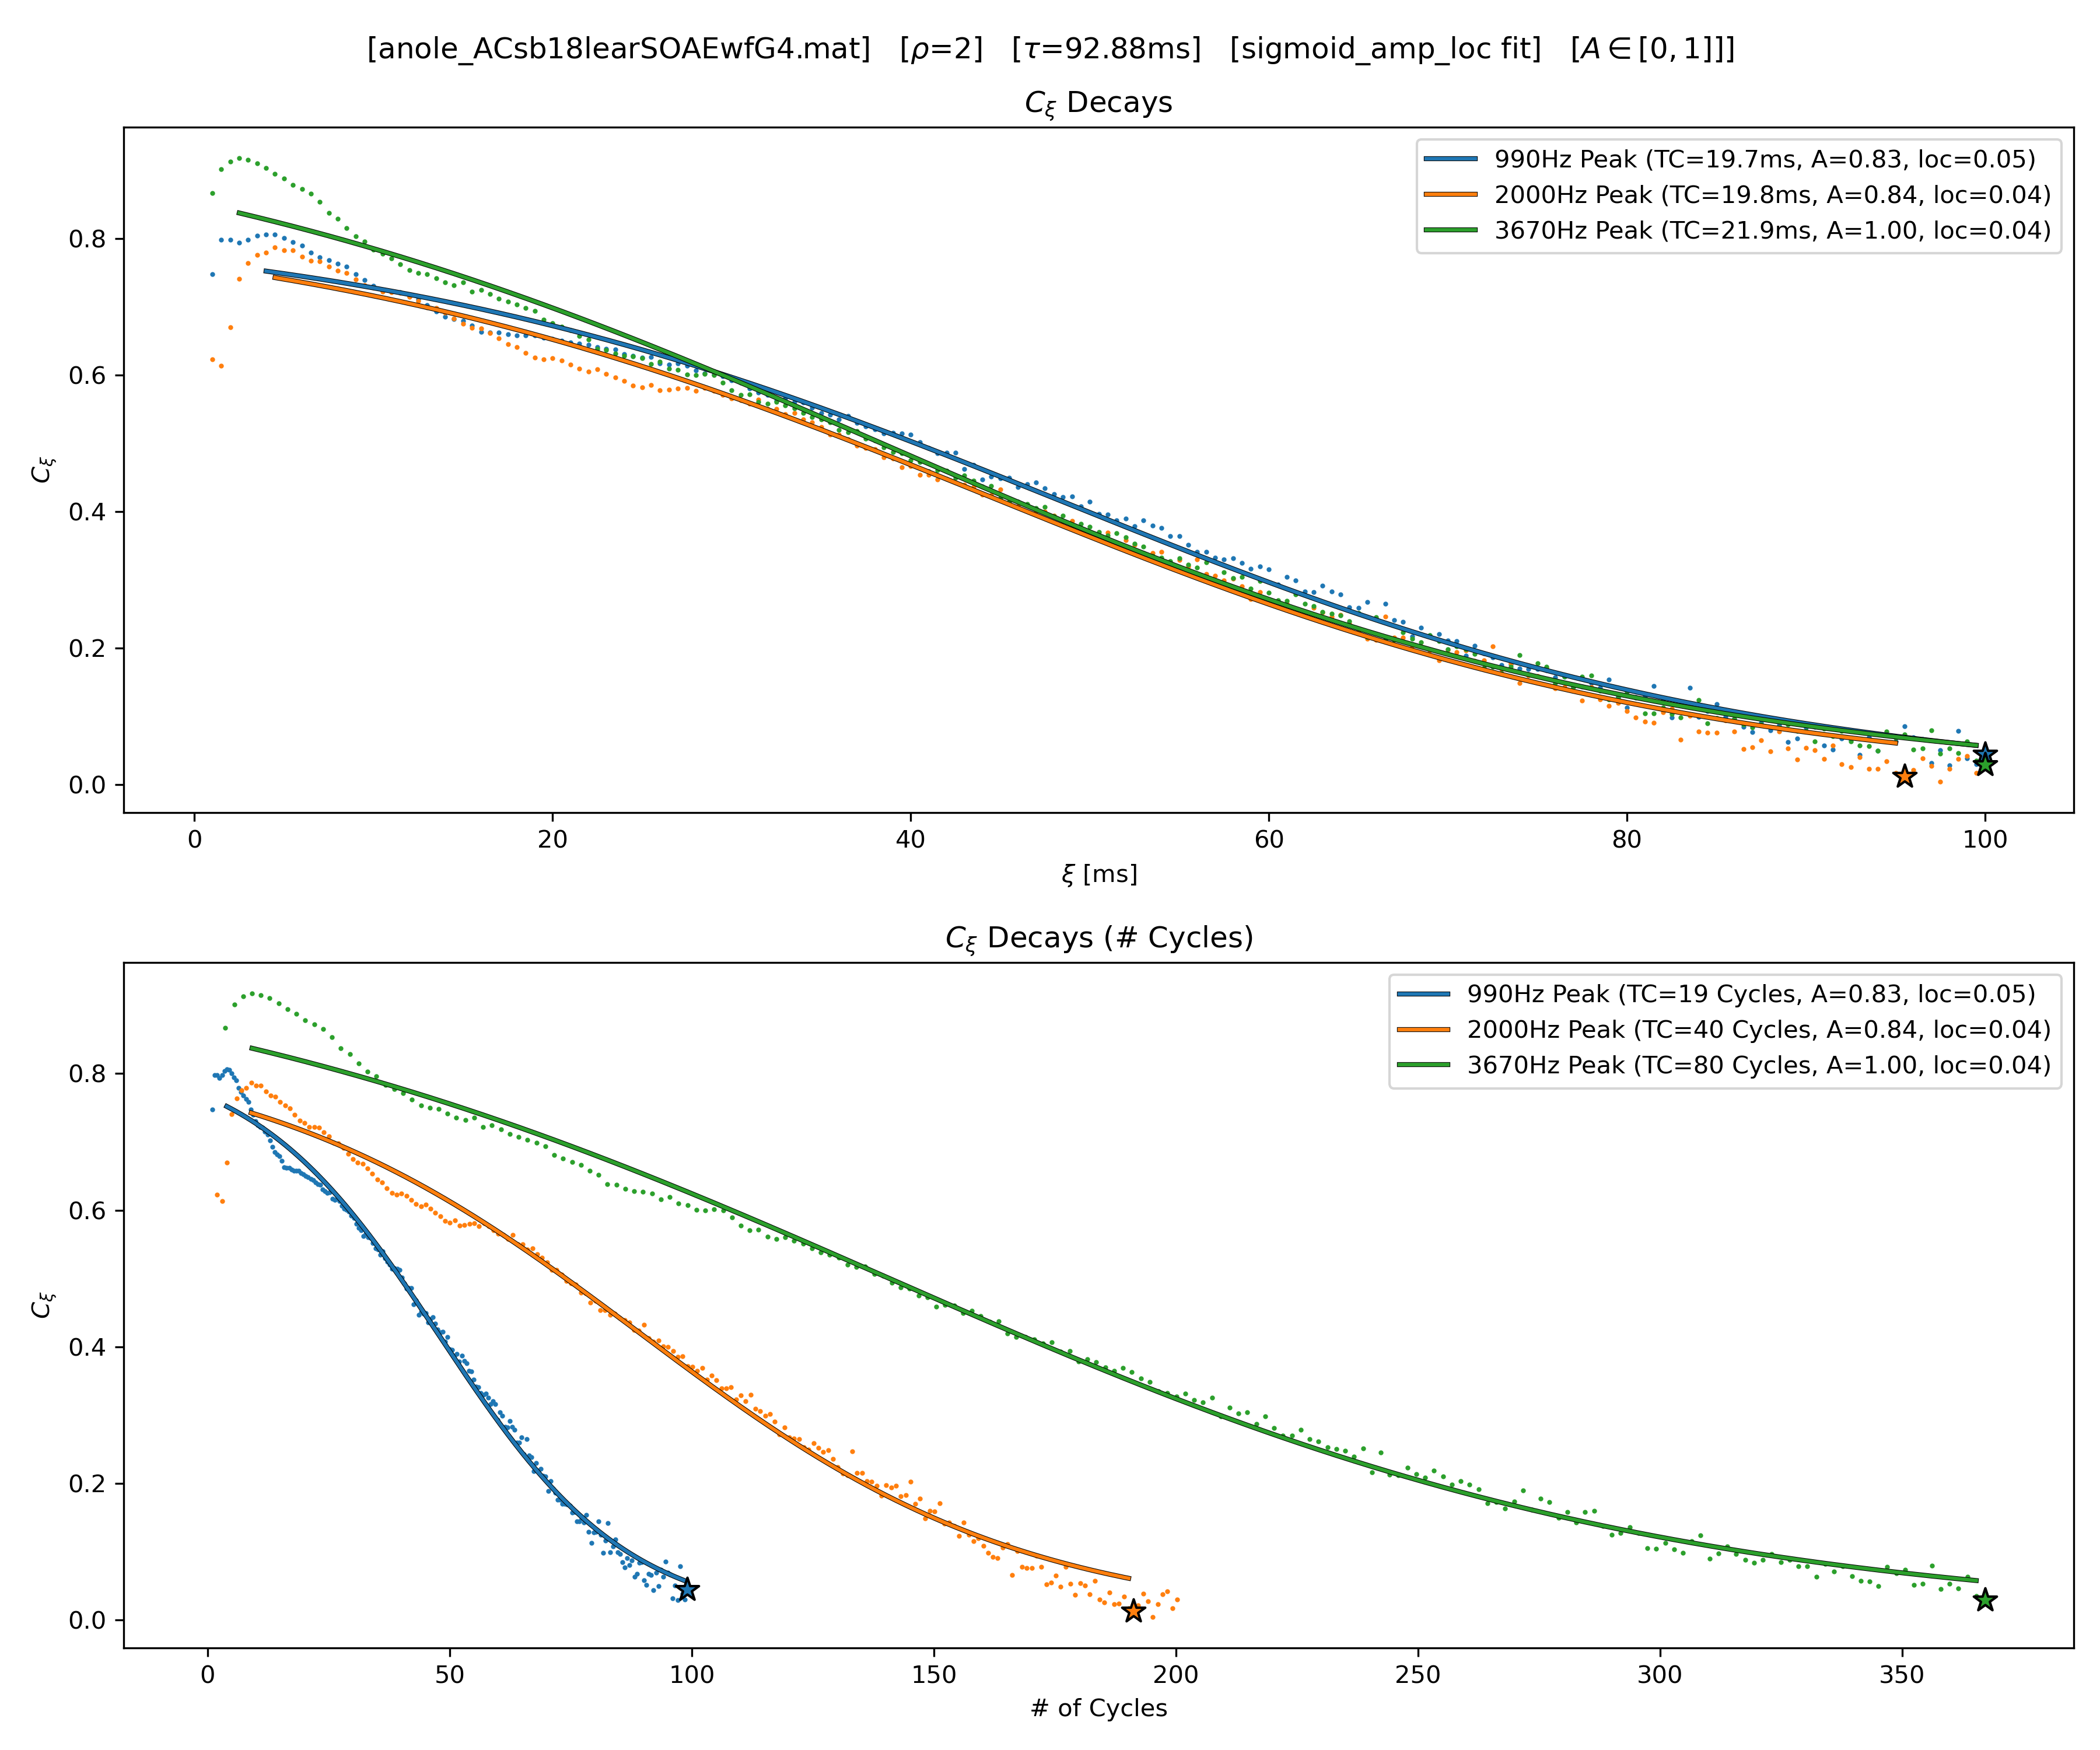 [anole_ACsb18learSOAEwfG4.mat] [ρ=2] [τ=92.88ms] [sigmoid_amp_loc fit] [A ∈ [0, 1]]]
Cξ Decays
990Hz Peak (TC=19.7ms, A=0.83, loc=0.05)
2000Hz Peak (TC=19.8ms, A=0.84, loc=0.04)
3670Hz Peak (TC=21.9ms, A=1.00, loc=0.04)
0.8
0.6
0.4
0.2
0.0
Cξ
0 20 40 60 80 100
ξ [ms]
Cξ Decays (# Cycles)
990Hz Peak (TC=19 Cycles, A=0.83, loc=0.05)
2000Hz Peak (TC=40 Cycles, A=0.84, loc=0.04)
3670Hz Peak (TC=80 Cycles, A=1.00, loc=0.04)
0.8
0.6
0.4
0.2
0.0
Cξ
0 50 100 150 200 250 300 350
# of Cycles